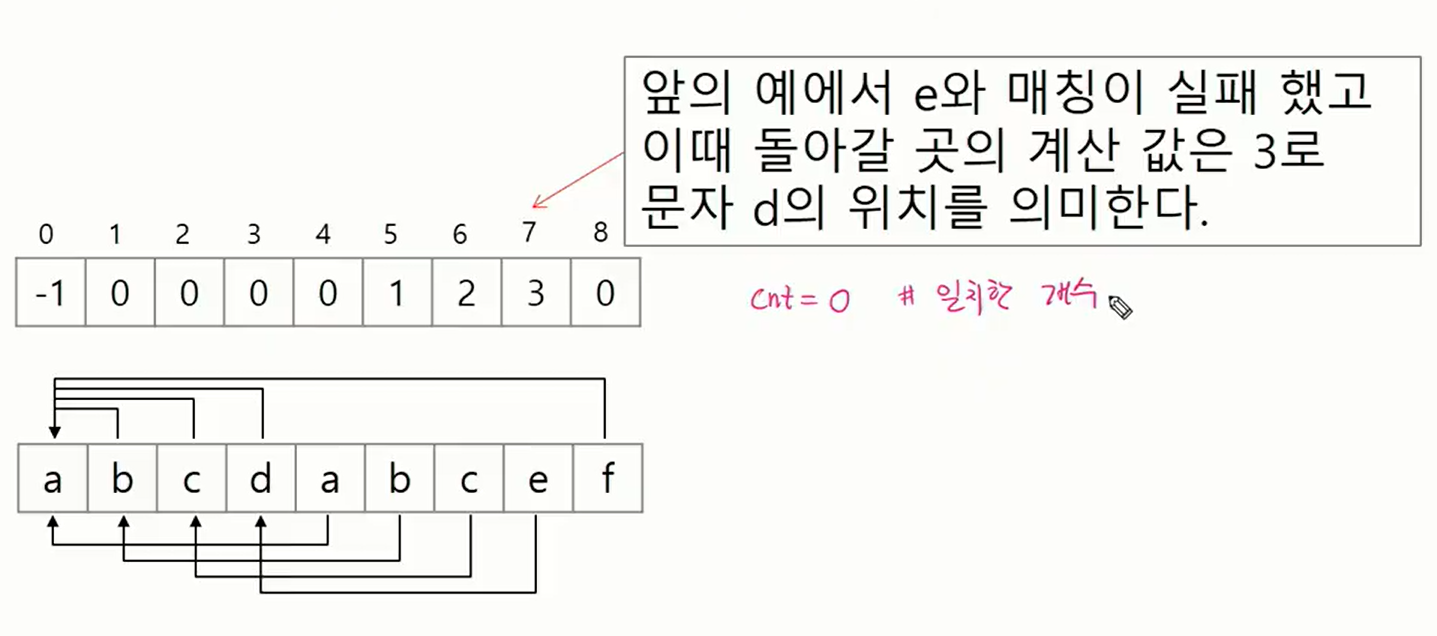 앞의 예에서 e와 매칭이 실패 했고
이때 돌아갈 곳의 계산 값은 3로
문자 d의 위치를 의미한다.
0 1 2 3 4 5 6 7 8
-1 0 0 0 0 1 2 3 0
cnt = 0 # 일치한 개수
a b c d a b c e f